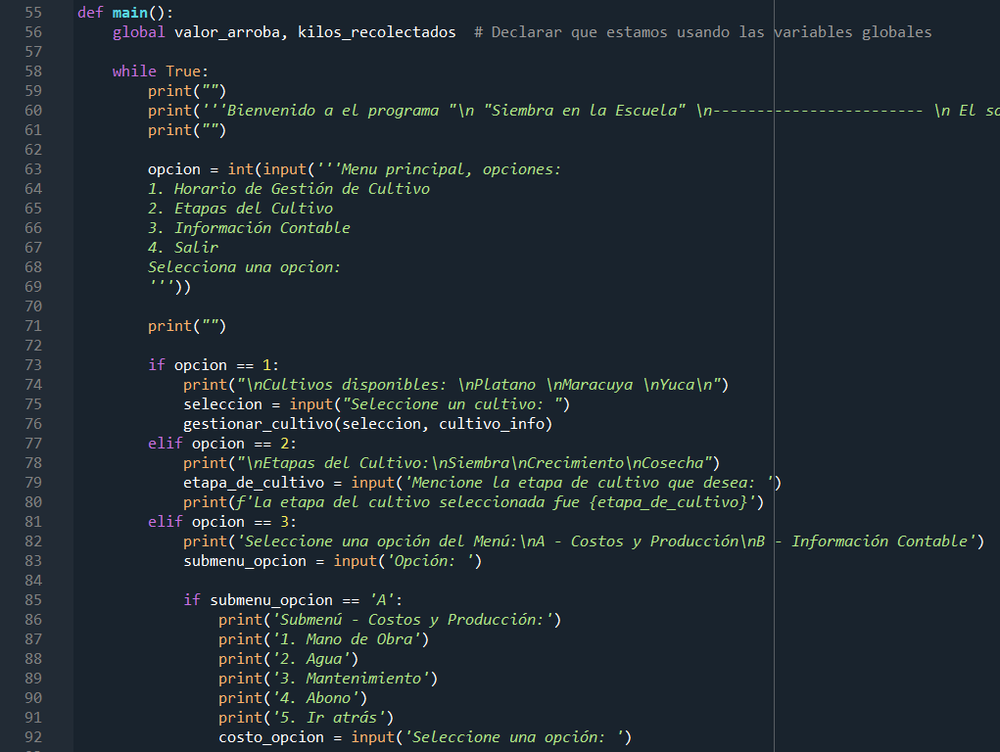 55 def main():
56     global valor_arroba, kilos_recolectados  # Declarar que estamos usando las variables globales
57
58     while True:
59         print("")
60         print('''Bienvenido a el programa "\n "Siembra en la Escuela" \n------------------------ \n El so
61         print("")
62
63         opcion = int(input('''Menu principal, opciones:
64         1. Horario de Gestión de Cultivo
65         2. Etapas del Cultivo
66         3. Información Contable
67         4. Salir
68         Selecciona una opcion:
69         '''))
70
71         print("")
72
73         if opcion == 1:
74             print("\nCultivos disponibles: \nPlatano \nMaracuya \nYuca\n")
75             seleccion = input("Seleccione un cultivo: ")
76             gestionar_cultivo(seleccion, cultivo_info)
77         elif opcion == 2:
78             print("\nEtapas del Cultivo:\nSiembra\nCrecimiento\nCosecha")
79             etapa_de_cultivo = input('Mencione la etapa de cultivo que desea: ')
80             print(f'La etapa del cultivo seleccionada fue {etapa_de_cultivo}')
81         elif opcion == 3:
82             print('Seleccione una opción del Menú:\nA - Costos y Producción\nB - Información Contable')
83             submenu_opcion = input('Opción: ')
84
85             if submenu_opcion == 'A':
86                 print('Submenú - Costos y Producción:')
87                 print('1. Mano de Obra')
88                 print('2. Agua')
89                 print('3. Mantenimiento')
90                 print('4. Abono')
91                 print('5. Ir atrás')
92                 costo_opcion = input('Seleccione una opción: ')